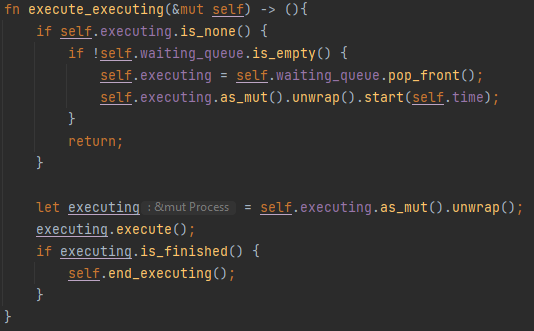 fn execute_executing(&mut self) -> (){
    if self.executing.is_none() {
        if !self.waiting_queue.is_empty() {
            self.executing = self.waiting_queue.pop_front();
            self.executing.as_mut().unwrap().start(self.time);
        }
        return;
    }

    let executing : &mut Process = self.executing.as_mut().unwrap();
    executing.execute();
    if executing.is_finished() {
        self.end_executing();
    }
}